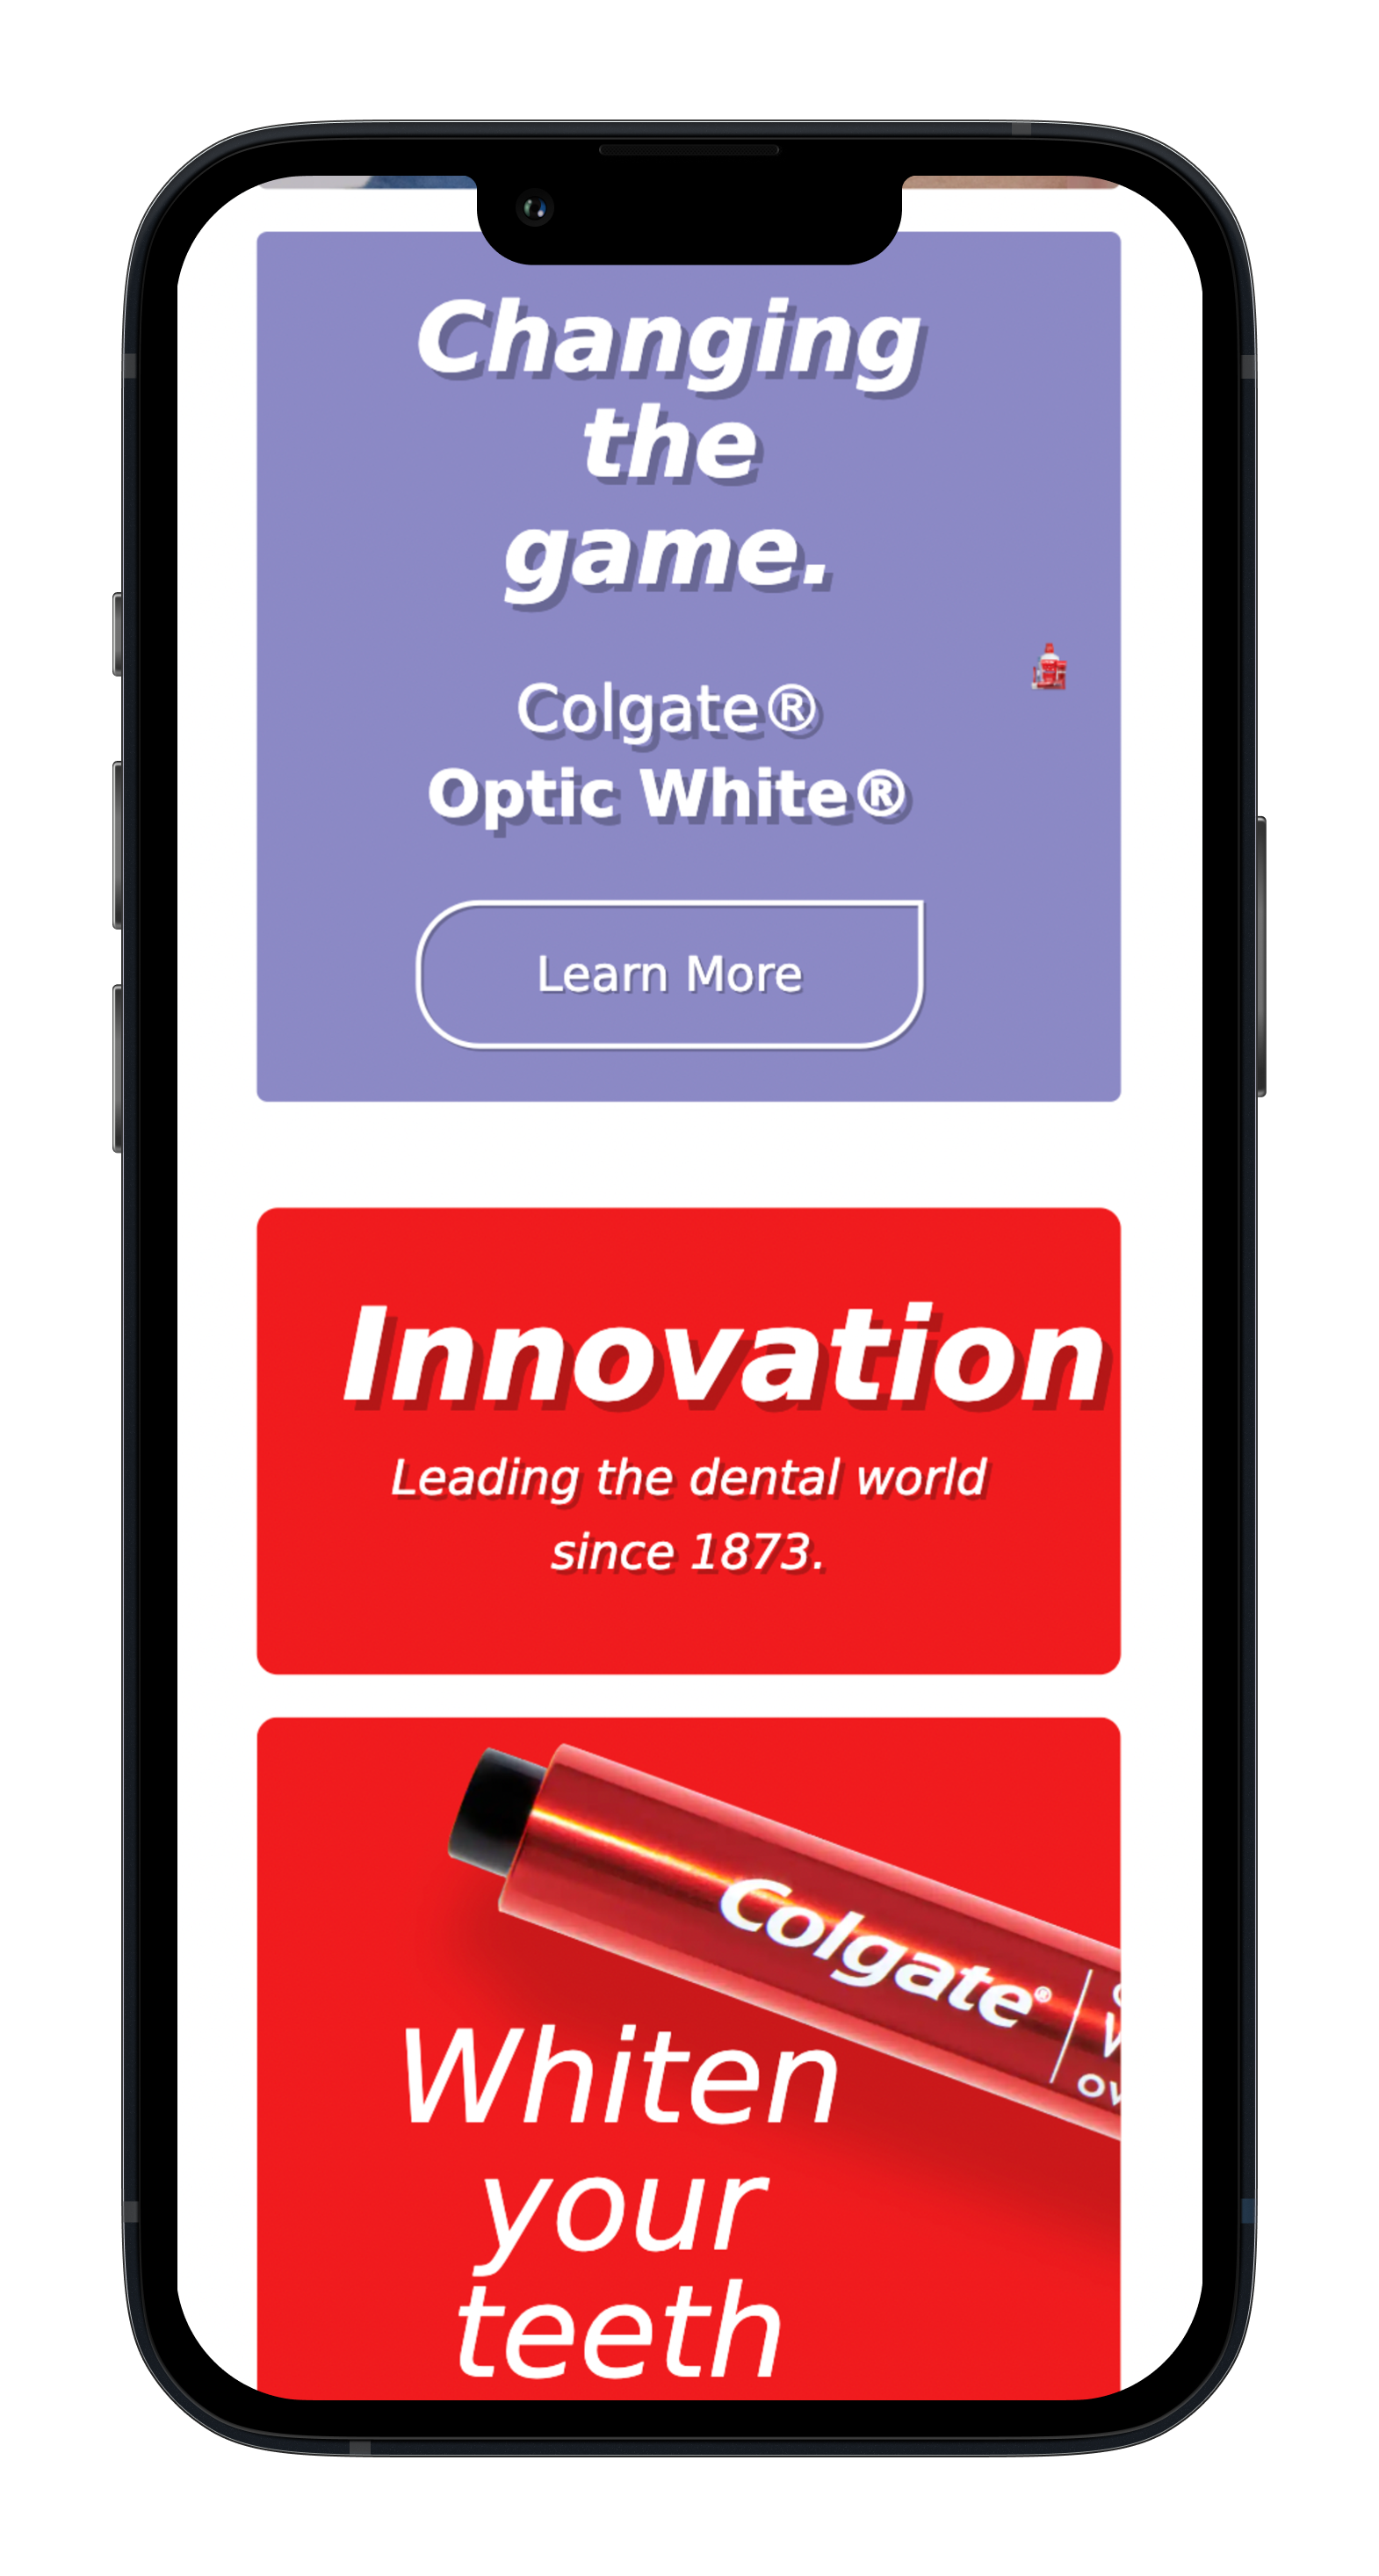 Changing
the
game.
Colgate®
Optic White®
Learn More
Innovation
Leading the dental world
since 1873.
Colgate®
Whiten
your
teeth